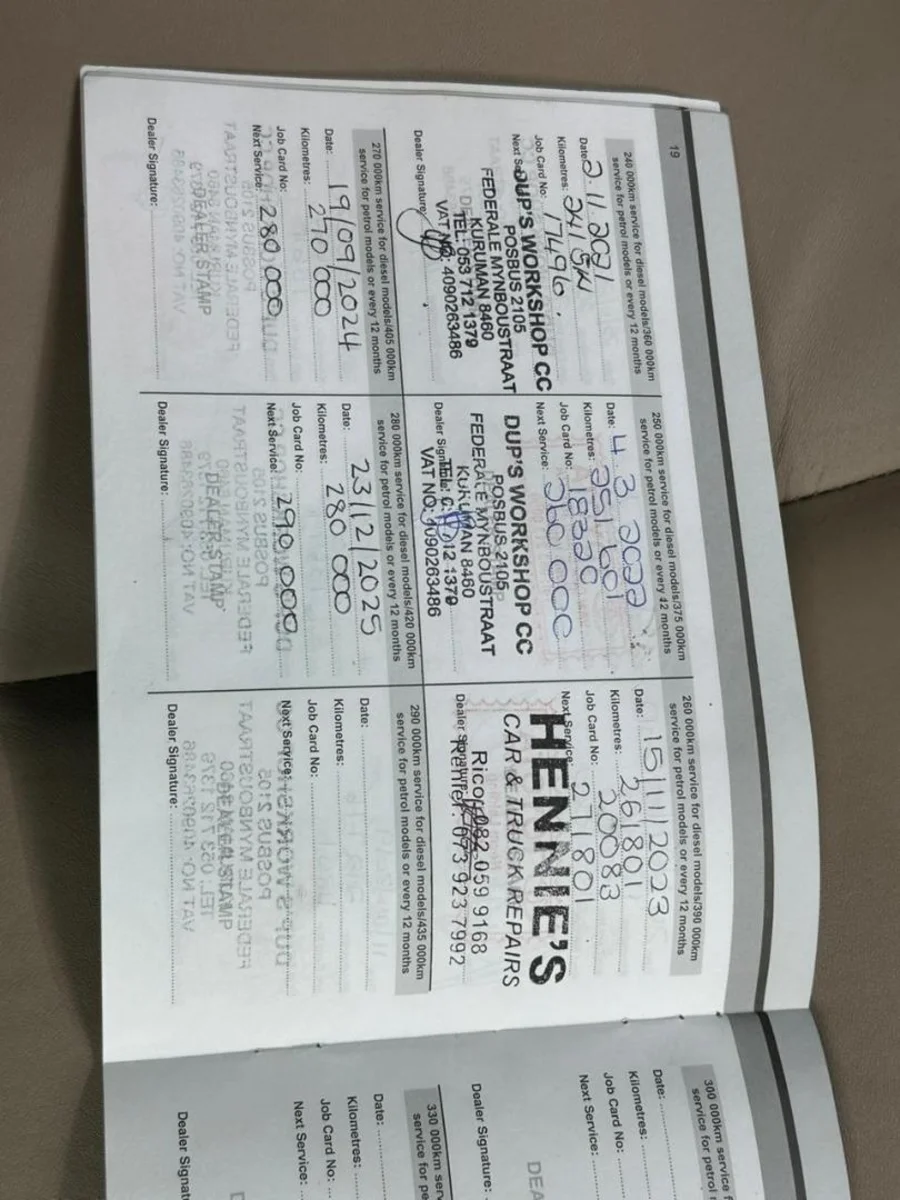 19
240 000km service for diesel models/360 000km
service for petrol models or every 12 months
Date: 2.11.2021
Kilometres:
Job Card No: 17496.
Next
DUP'S WORKSHOP CC
POSBUS 2105
FEDERALE MYNBOUSTRAAT
KURUMAN 8460
TEL: 053 712 1379
VAT NO: 4090263486
Dealer Signature:
250 000km service for diesel models/375 000km
service for petrol models or every 12 months
Date: 4. 3. 2022
Kilometres: 251 601
Job Card No: 18320
Next Service: 260 000
DUP'S WORKSHOP CC
POSBUS 2105
FEDERALE MYNBOUSTRAAT
KURUMAN 8460
712 1379
VAT NO: 4090263486
Dealer Signature:
260 000km service for diesel models/390 000km
service for petrol models or every 12 months
Date: 15/11/2023
Kilometres: 261801
Job Card No: 20083
Next Service: 271801
HENNIE'S
CAR & TRUCK REPAIRS
Rico: 082 059 9168
073 923 7992
Dealer Signature:
270 000km service for diesel models/405 000km
service for petrol models or every 12 months
Date: 19/09/2024
Kilometres: 270 000
Job Card No:
Next Service: 280 000
DEALER STAMP
Dealer Signature:
280 000km service for diesel models/420 000km
service for petrol models or every 12 months
Date: 23/12/2025
Kilometres: 280 000
Job Card No:
Next Service: 290 000
DEALER STAMP
Dealer Signature:
290 000km service for diesel models/435 000km
service for petrol models or every 12 months
Date:
Kilometres:
Job Card No:
Next Service:
DEALER STAMP
Dealer Signature:
300 000km service
service for petrol
Date:
Kilometres:
Job Card No:
Next Service:
DEA
Dealer Signature:
330 000km serv
service for pe
Date:
Kilometres:
Job Card No:
Next Service:
D
Dealer Signat